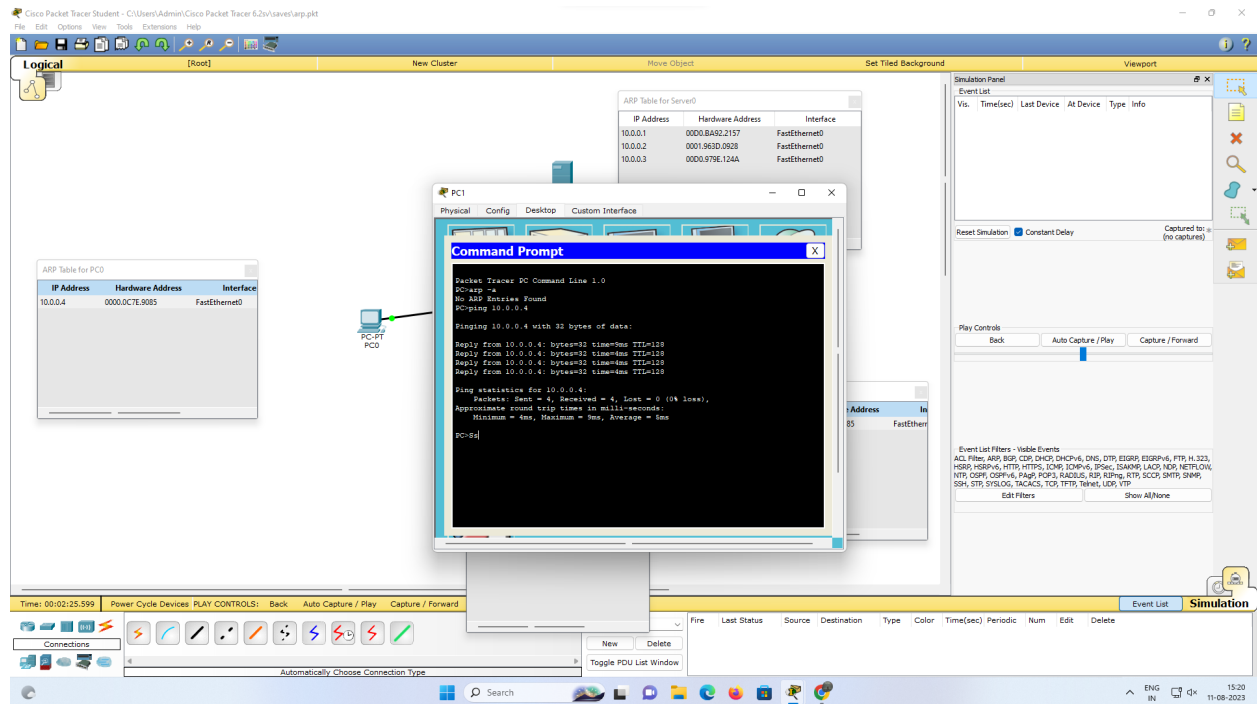 Cisco Packet Tracer Student - C:\Users\Admin\Cisco Packet Tracer 6.2sv\saves\arp.pkt
File Edit Options View Tools Extensions Help
Logical [Root] New Cluster Move Object Set Tiled Background Viewport
Simulation Panel
Event List
Vis. Time(sec) Last Device At Device Type Info
ARP Table for Server0
IP Address Hardware Address Interface
10.0.0.1 00D0.BA92.2157 FastEthernet0
10.0.0.2 0001.963D.0928 FastEthernet0
10.0.0.3 00D0.979E.124A FastEthernet0
PC1
Physical Config Desktop Custom Interface
Command Prompt X
Packet Tracer PC Command Line 1.0
PC>arp -a
No ARP Entries Found
PC>ping 10.0.0.4
Pinging 10.0.0.4 with 32 bytes of data:
Reply from 10.0.0.4: bytes=32 time=9ms TTL=128
Reply from 10.0.0.4: bytes=32 time=4ms TTL=128
Reply from 10.0.0.4: bytes=32 time=4ms TTL=128
Reply from 10.0.0.4: bytes=32 time=4ms TTL=128
Ping statistics for 10.0.0.4:
Packets: Sent = 4, Received = 4, Lost = 0 (0% loss),
Approximate round trip times in milli-seconds:
Minimum = 4ms, Maximum = 9ms, Average = 5ms
PC>Ss
ARP Table for PC0
IP Address Hardware Address Interface
10.0.0.4 0000.0C7E.9085 FastEthernet0
PC-PT
PC0
Address In
85 FastEthern
Reset Simulation Constant Delay Captured to: *
(no captures)
Play Controls
Back Auto Capture / Play Capture / Forward
Event List Filters - Visible Events
ACL Filter, ARP, BGP, CDP, DHCP, DHCPv6, DNS, DTP, EIGRP, EIGRPv6, FTP, H.323,
HSRP, HSRPv6, HTTP, HTTPS, ICMP, ICMPv6, IPSec, ISAKMP, LACP, NDP, NETFLOW,
NTP, OSPF, OSPFv6, PAgP, POP3, RADIUS, RIP, RIPng, RTP, SCCP, SMTP, SNMP,
SSH, STP, SYSLOG, TACACS, TCP, TFTP, Telnet, UDP, VTP
Edit Filters Show All/None
Time: 00:02:25.599 Power Cycle Devices PLAY CONTROLS: Back Auto Capture / Play Capture / Forward Event List Simulation
Connections
Automatically Choose Connection Type
New Delete
Toggle PDU List Window
Fire Last Status Source Destination Type Color Time(sec) Periodic Num Edit Delete
Search
ENG
IN
15:20
11-08-2023